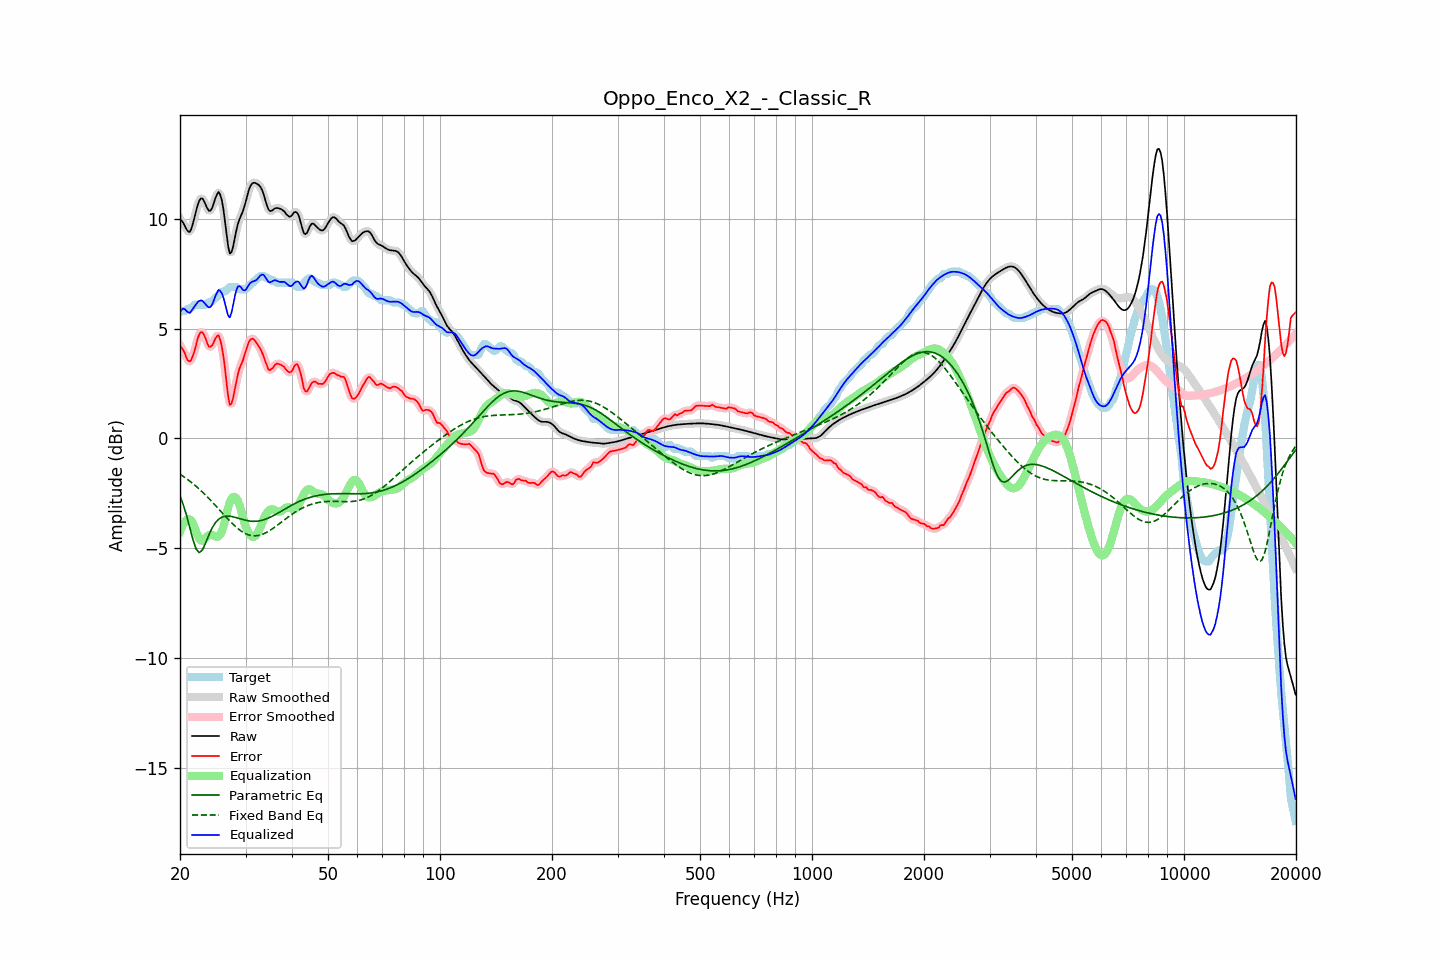 Oppo_Enco_X2_-_Classic_R
Amplitude (dBr)
10
5
0
−5
−10
−15
Target
Raw Smoothed
Error Smoothed
Raw
Error
Equalization
Parametric Eq
Fixed Band Eq
Equalized
20 50 100 200 500 1000 2000 5000 10000 20000
Frequency (Hz)